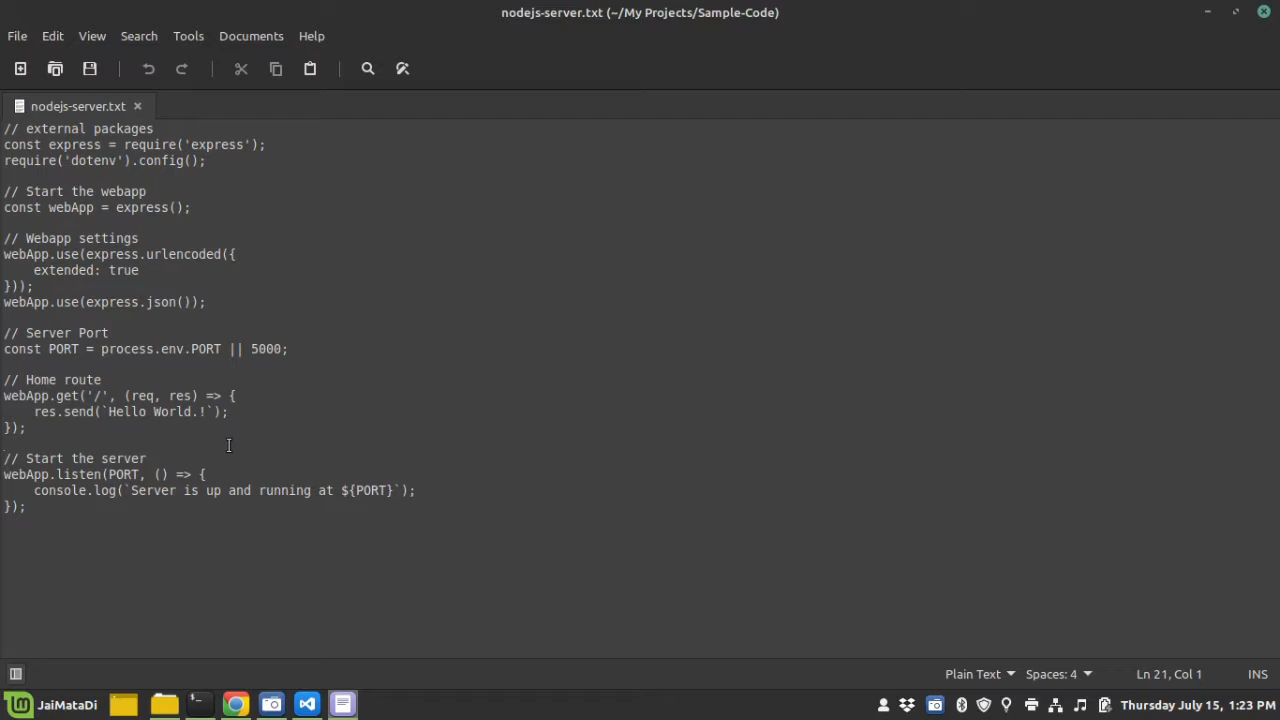 nodejs-server.txt (~/My Projects/Sample-Code)
File Edit View Search Tools Documents Help
nodejs-server.txt
// external packages
const express = require('express');
require('dotenv').config();
// Start the webapp
const webApp = express();
// Webapp settings
webApp.use(express.urlencoded({
    extended: true
}));
webApp.use(express.json());
// Server Port
const PORT = process.env.PORT || 5000;
// Home route
webApp.get('/', (req, res) => {
    res.send(`Hello World.!`);
});
// Start the server
webApp.listen(PORT, () => {
    console.log(`Server is up and running at ${PORT}`);
});
Plain Text Spaces: 4 Ln 21, Col 1 INS
JaiMataDi Thursday July 15, 1:23 PM